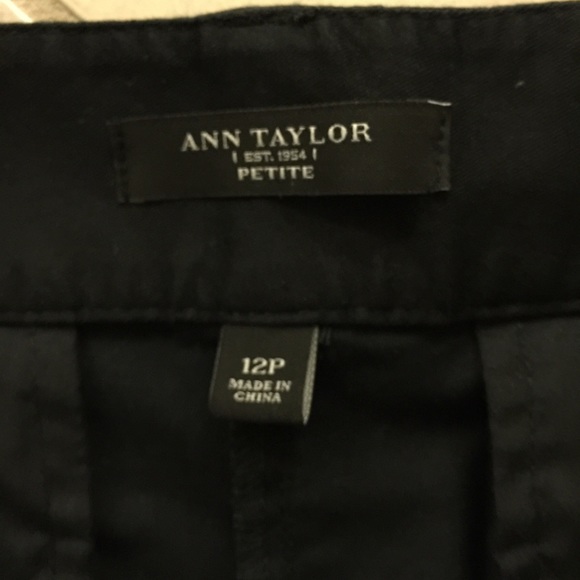 ANN TAYLOR
| EST. 1954 |
PETITE
12P
MADE IN
CHINA